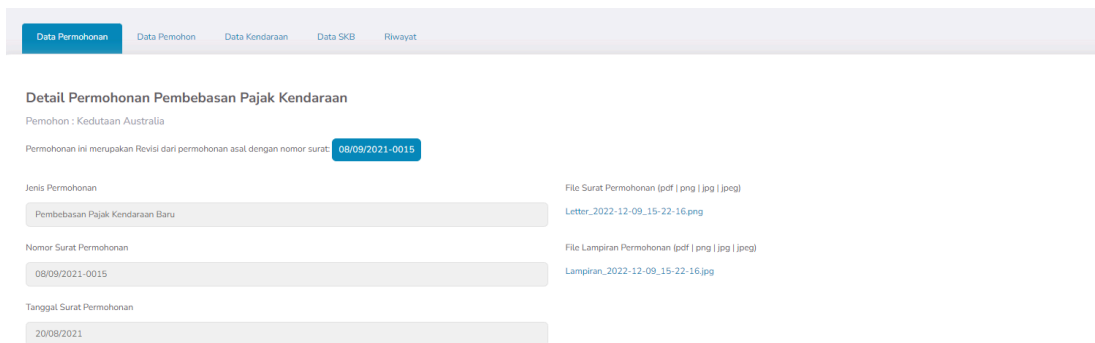 Data Permohonan Data Pemohon Data Kendaraan Data SKB Riwayat
Detail Permohonan Pembebasan Pajak Kendaraan
Pemohon : Kedutaan Australia
Permohonan ini merupakan Revisi dari permohonan asal dengan nomor surat: 08/09/2021-0015
Jenis Permohonan
Pembebasan Pajak Kendaraan Baru
Nomor Surat Permohonan
08/09/2021-0015
Tanggal Surat Permohonan
20/08/2021
File Surat Permohonan (pdf | png | jpg | jpeg)
Letter_2022-12-09_15-22-16.png
File Lampiran Permohonan (pdf | png | jpg | jpeg)
Lampiran_2022-12-09_15-22-16.jpg